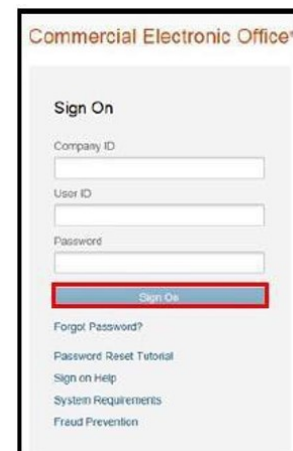 Commercial Electronic Office
Sign On
Company ID
User ID
Password
Sign On
Forgot Password?
Password Reset Tutorial
Sign on Help
System Requirements
Fraud Prevention